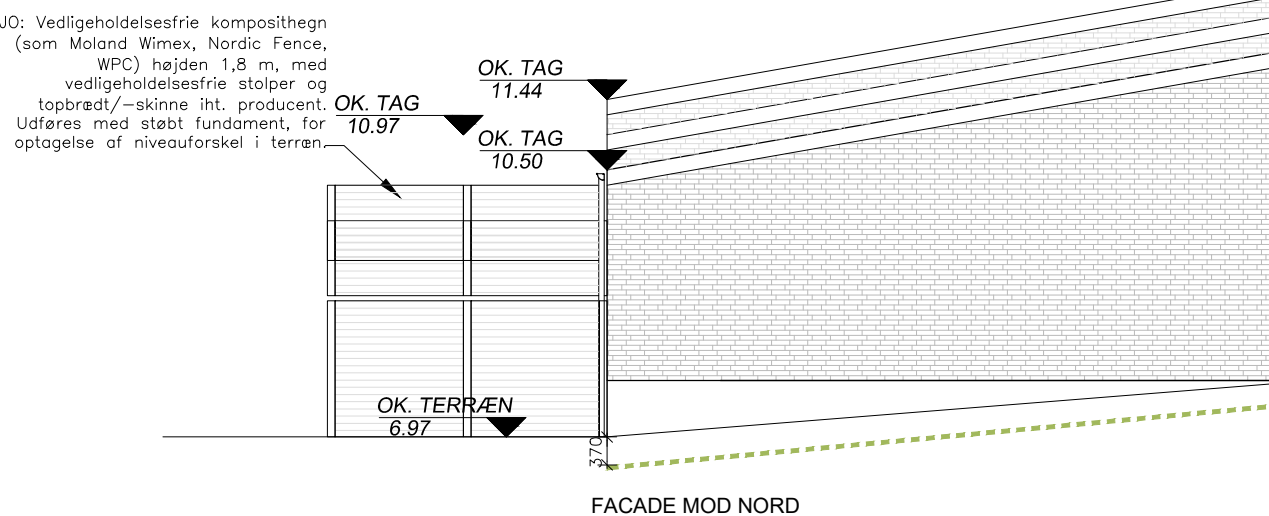 JO: Vedligeholdelsesfrie komposithegn
(som Moland Wimex, Nordic Fence,
WPC) højden 1,8 m, med
vedligeholdelsesfrie stolper og
topbrædt/-skinne iht. producent.
Udføres med støbt fundament, for
optagelse af niveauforskel i terræn.
OK. TAG
11.44
OK. TAG
10.97
OK. TAG
10.50
OK. TERRÆN
6.97
370
FACADE MOD NORD